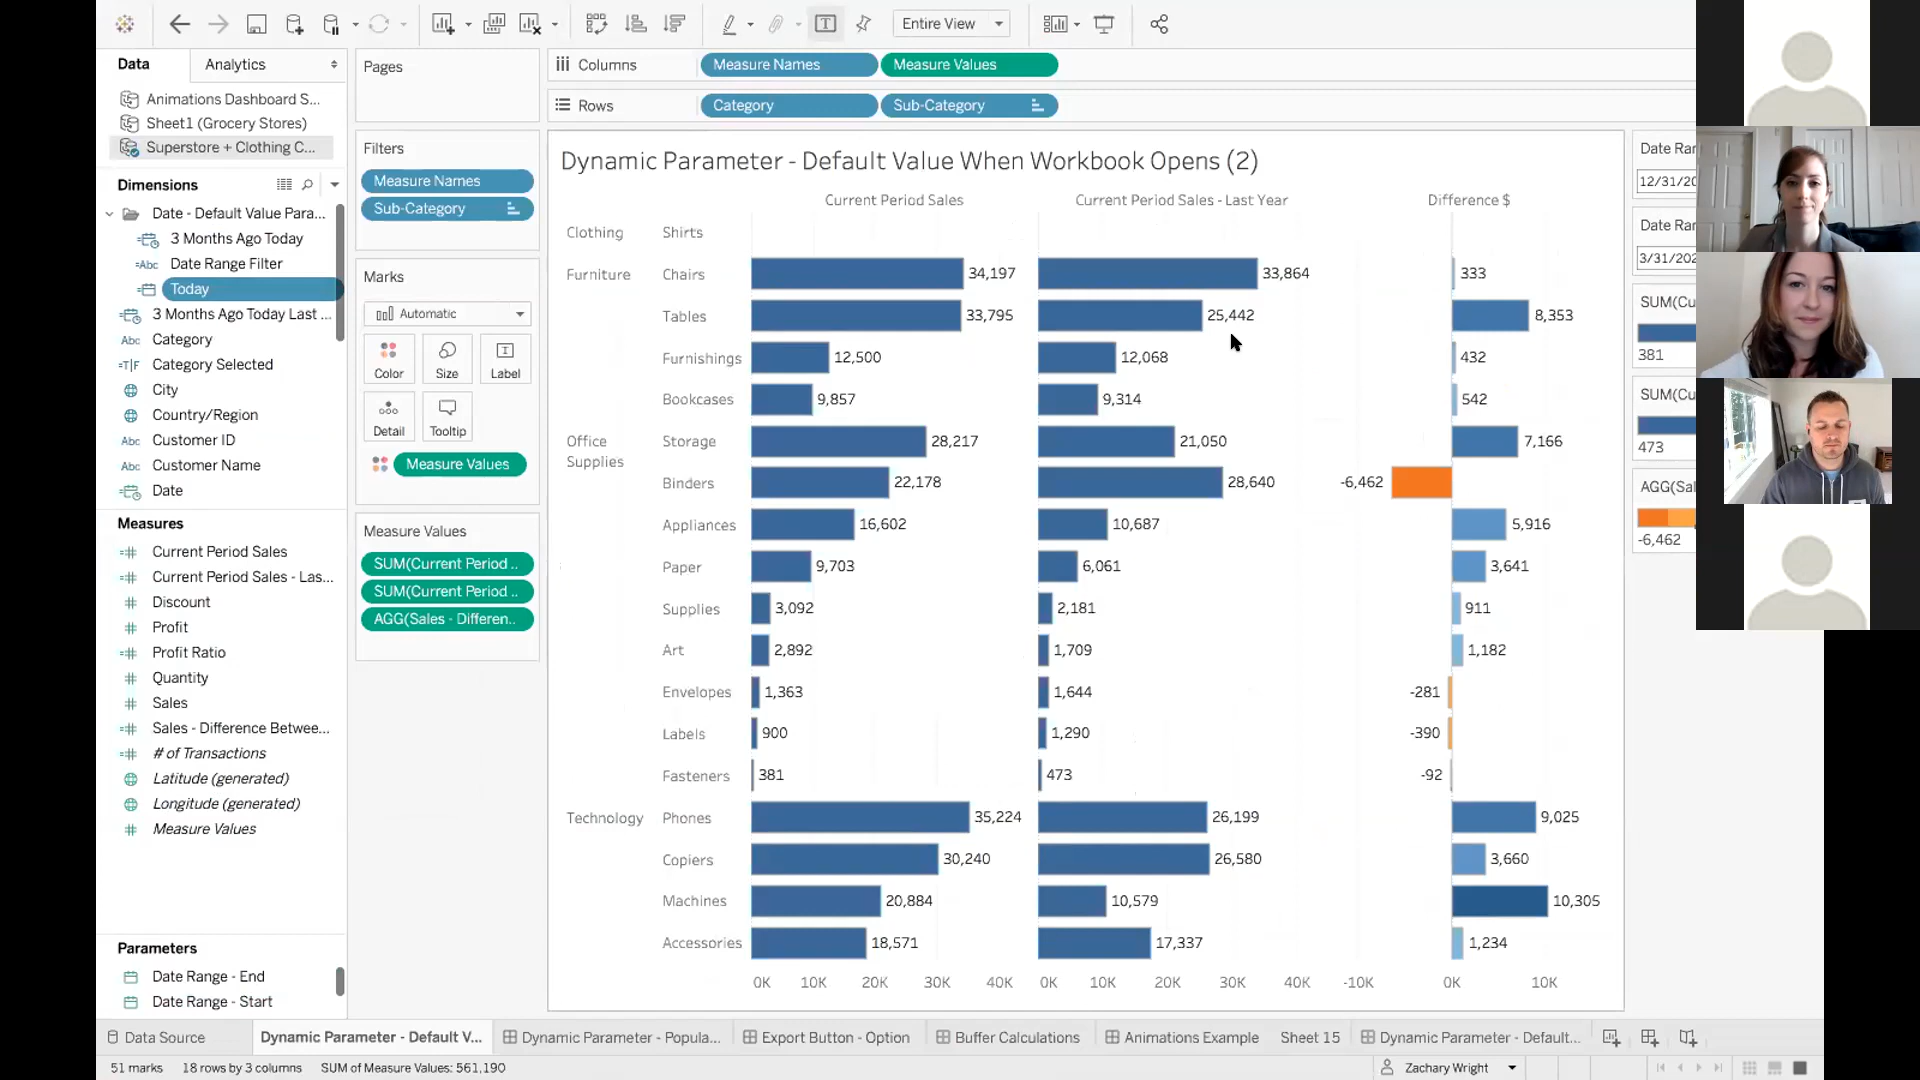 Entire View
Data
Analytics
Animations Dashboard S...
Sheet1 (Grocery Stores)
Superstore + Clothing C...
Dimensions
Date - Default Value Para...
3 Months Ago Today
Abc Date Range Filter
Today
3 Months Ago Today Last ...
Abc Category
T|F Category Selected
City
Country/Region
Abc Customer ID
Abc Customer Name
Date
Measures
Current Period Sales
Current Period Sales - Las...
Discount
Profit
Profit Ratio
Quantity
Sales
Sales - Difference Betwee...
# of Transactions
Latitude (generated)
Longitude (generated)
Measure Values
Parameters
Date Range - End
Date Range - Start
Pages
Filters
Measure Names
Sub-Category
Marks
Automatic
Color
Size
Label
Detail
Tooltip
Measure Values
Measure Values
SUM(Current Period ..
SUM(Current Period ..
AGG(Sales - Differen..
Columns
Measure Names
Measure Values
Rows
Category
Sub-Category
Dynamic Parameter - Default Value When Workbook Opens (2)
Current Period Sales
Current Period Sales - Last Year
Difference $
Clothing Shirts
Furniture Chairs 34,197 33,864 333
Tables 33,795 25,442 8,353
Furnishings 12,500 12,068 432
Bookcases 9,857 9,314 542
Office Supplies Storage 28,217 21,050 7,166
Binders 22,178 28,640 -6,462
Appliances 16,602 10,687 5,916
Paper 9,703 6,061 3,641
Supplies 3,092 2,181 911
Art 2,892 1,709 1,182
Envelopes 1,363 1,644 -281
Labels 900 1,290 -390
Fasteners 381 473 -92
Technology Phones 35,224 26,199 9,025
Copiers 30,240 26,580 3,660
Machines 20,884 10,579 10,305
Accessories 18,571 17,337 1,234
0K 10K 20K 30K 40K 0K 10K 20K 30K 40K -10K 0K 10K
Date Rar
12/31/20
Date Rar
3/31/202
SUM(Cu
381
SUM(Cu
473
AGG(Sal
-6,462
Data Source
Dynamic Parameter - Default V...
Dynamic Parameter - Popula...
Export Button - Option
Buffer Calculations
Animations Example
Sheet 15
Dynamic Parameter - Default...
51 marks
18 rows by 3 columns
SUM of Measure Values: 561,190
Zachary Wright